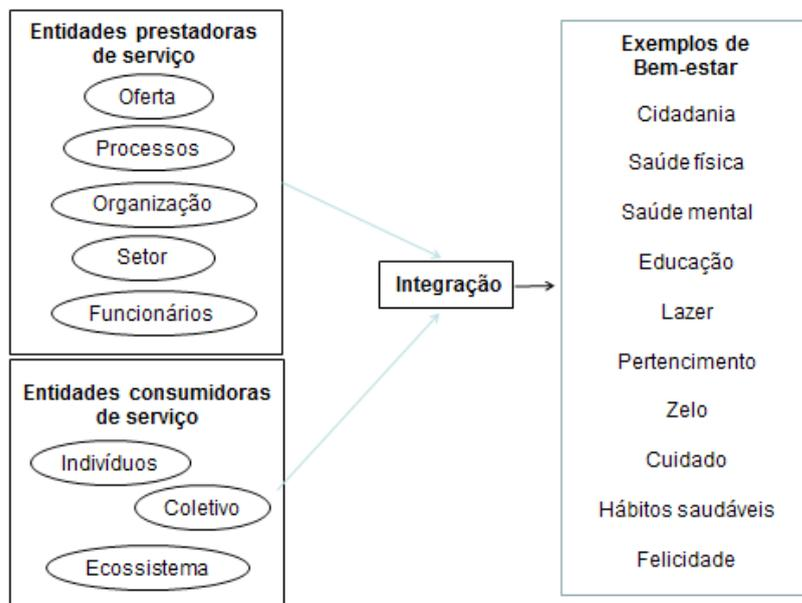 Entidades prestadoras
de serviço
Oferta
Processos
Organização
Setor
Funcionários
Entidades consumidoras
de serviço
Indivíduos
Coletivo
Ecossistema
Integração
Exemplos de
Bem-estar
Cidadania
Saúde física
Saúde mental
Educação
Lazer
Pertencimento
Zelo
Cuidado
Hábitos saudáveis
Felicidade